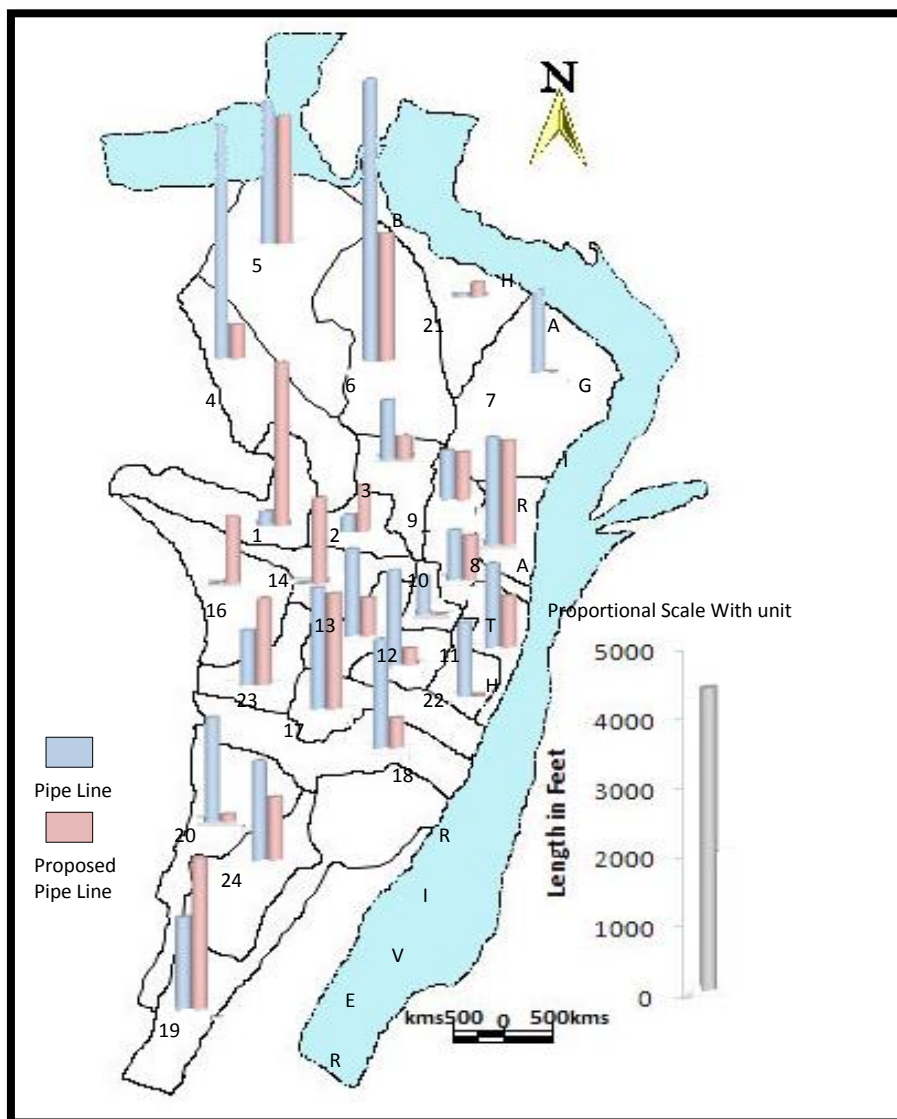 N
B
5
H
21
A
6
G
4
7
I
3
R
9
1
2
8
A
14
10
16
Proportional Scale With unit
13
T
12
11
5000
H
23
22
4000
17
Pipe Line
18
3000
20
R
Proposed
Pipe Line
2000
24
I
1000
V
0
E
19
kms500 0 500kms
R
Length in Feet